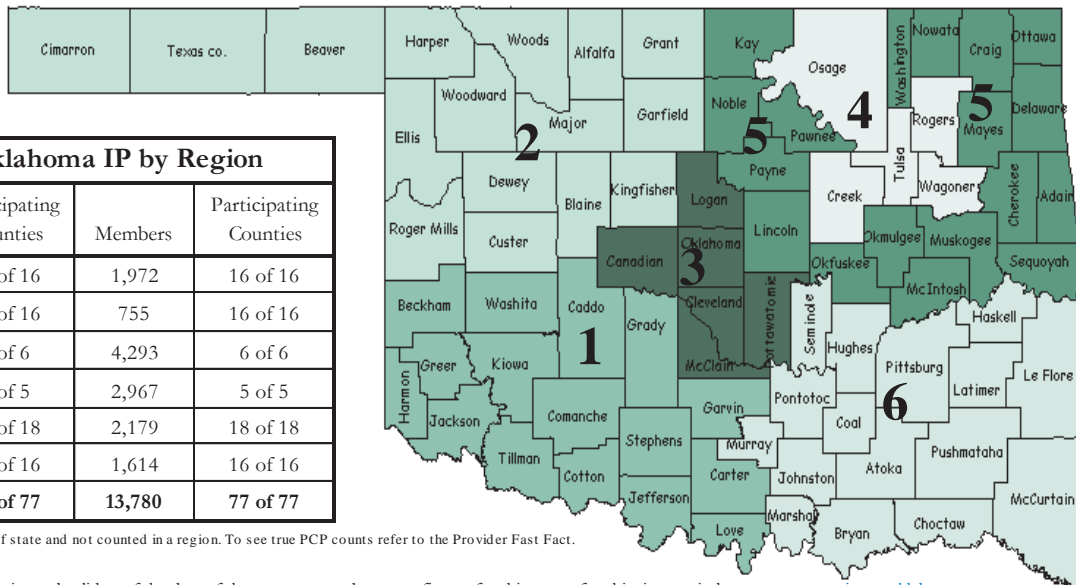 Oklahoma IP by Region
Participating Counties Members Participating Counties
of 16 1,972 16 of 16
of 16 755 16 of 16
of 6 4,293 6 of 6
of 5 2,967 5 of 5
of 18 2,179 18 of 18
of 16 1,614 16 of 16
of 77 13,780 77 of 77
of state and not counted in a region. To see true PCP counts refer to the Provider Fast Fact.
Cimarron Texas co. Beaver Harper Woods Alfalfa Grant Kay Osage Washington Nowata Craig Ottawa
Ellis Woodward Major Garfield Noble Pawnee Rogers Mayes Delaware
2 5 4 5
Roger Mills Dewey Blaine Kingfisher Logan Payne Creek Tulsa Wagoner Cherokee Adair
Custer Canadian Oklahoma Lincoln Okfuskee Okmulgee Muskogee Sequoyah
3
Beckham Washita Caddo Grady Cleveland Pottawatomie Seminole Hughes McIntosh Haskell
1
Harmon Greer Kiowa McClain Pontotoc Pittsburg Latimer Le Flore
6
Jackson Comanche Garvin Coal
Tillman Cotton Stephens Murray Johnston Atoka Pushmataha
Jefferson Carter Love Marshal Bryan Choctaw McCurtain